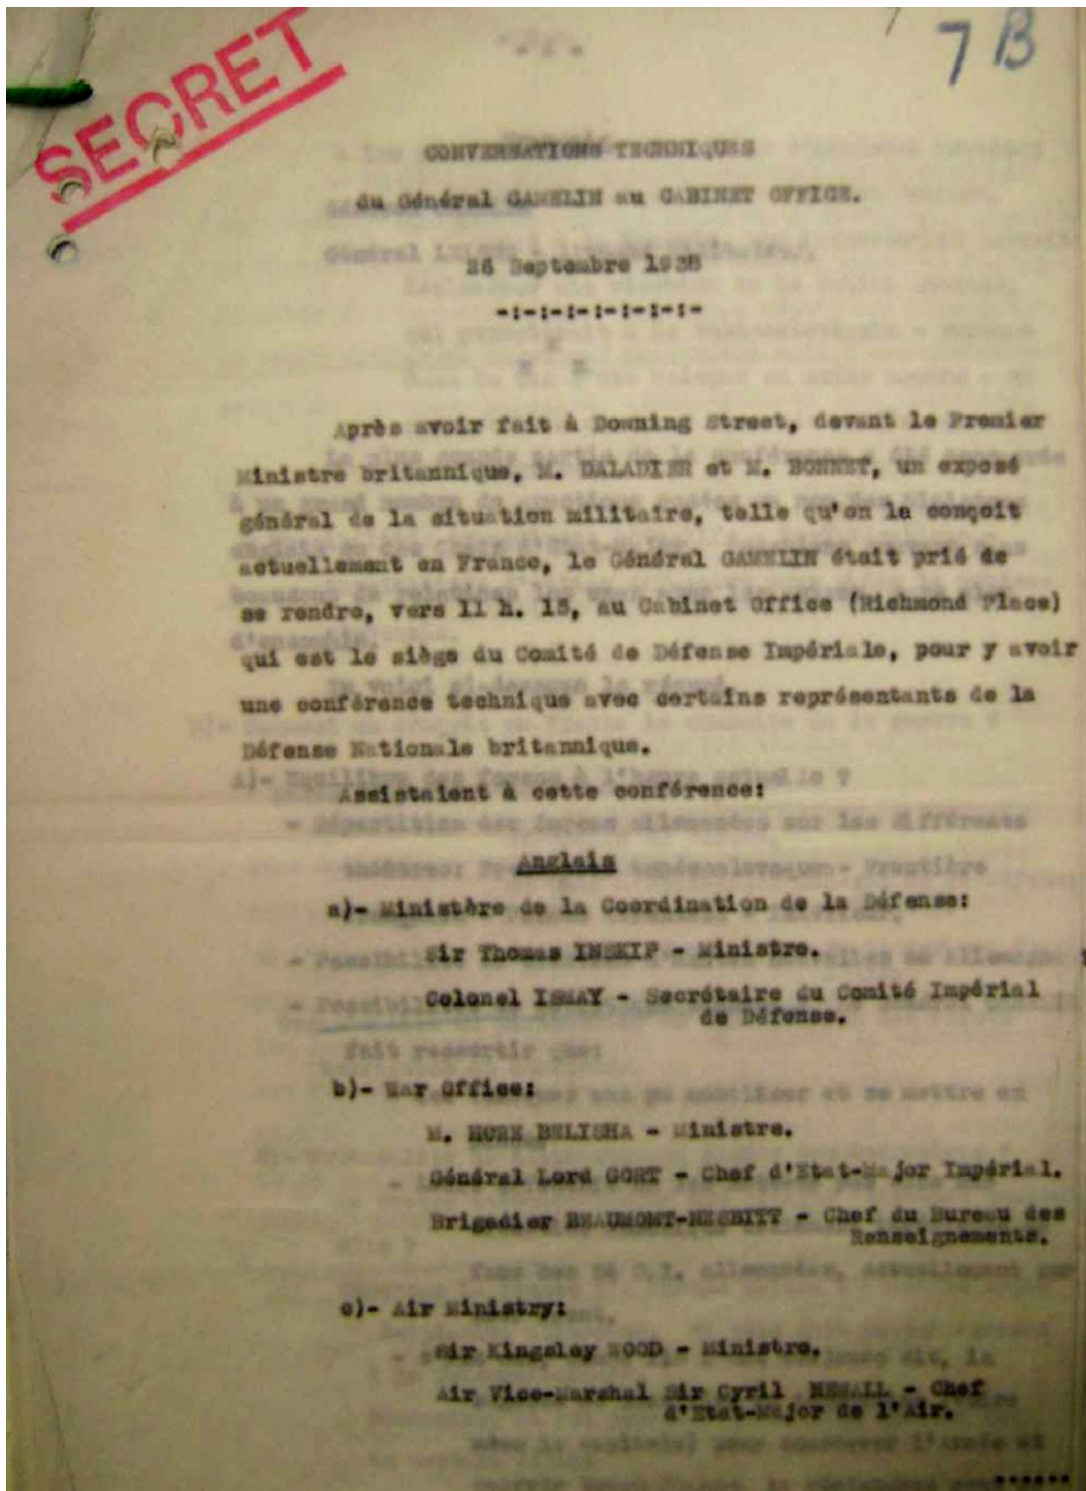 7 B
SECRET
CONVERSATIONS TECHNIQUES
du Général GAMELIN au CABINET OFFICE.
26 Septembre 1938
-:-:-:-:-:-:-:-
Après avoir fait à Downing Street, devant le Premier
Ministre britannique, M. DALADIER et M. BONNET, un exposé
général de la situation militaire, telle qu'on la conçoit
actuellement en France, le Général GAMELIN était prié de
se rendre, vers 11 h. 15, au Cabinet Office (Richmond Place)
qui est le siège du Comité de Défense Impériale, pour y avoir
une conférence technique avec certains représentants de la
Défense Nationale britannique.
Assistaient à cette conférence:
Anglais
a)- Ministère de la Coordination de la Défense:
Sir Thomas INSKIP - Ministre.
Colonel ISMAY - Secrétaire du Comité Impérial
de Défense.
b)- War Office:
M. HORE BELISHA - Ministre.
Général Lord GORT - Chef d'Etat-Major Impérial.
Brigadier BEAUMONT-NESBITT - Chef du Bureau des
Renseignements.
c)- Air Ministry:
Sir Kingsley WOOD - Ministre.
Air Vice-Marshal Sir Cyril NEWALL - Chef
d'Etat-Major de l'Air.
......